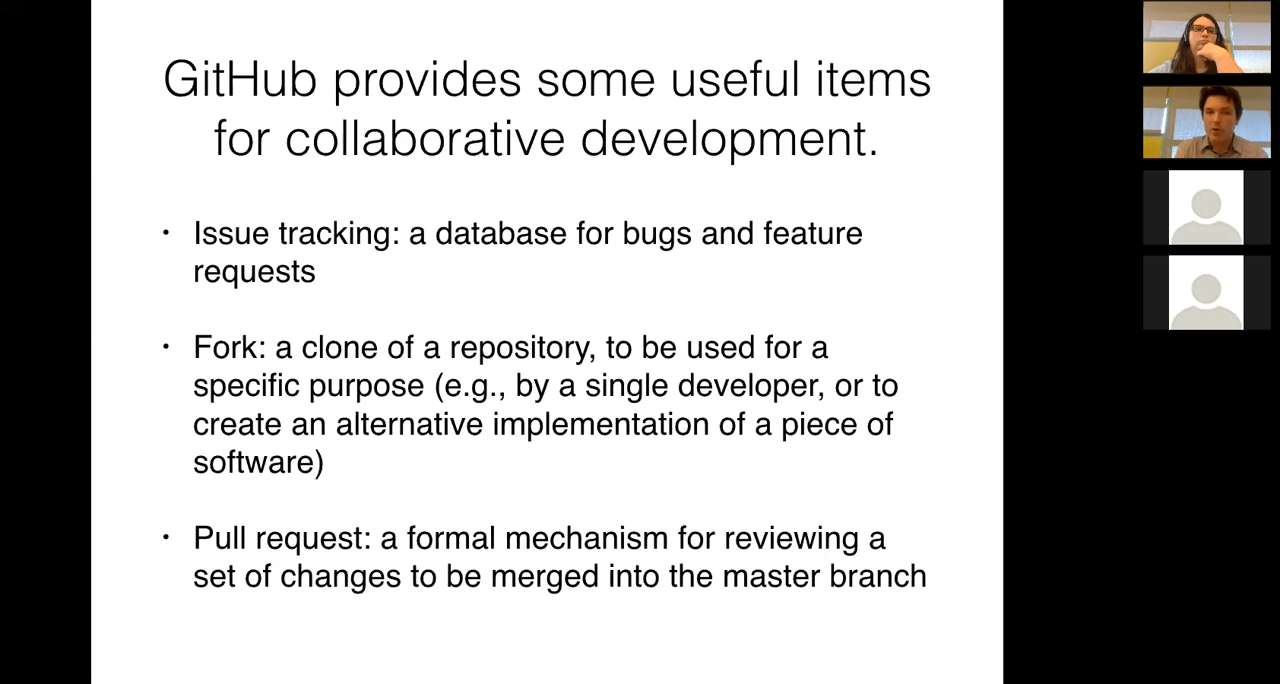 GitHub provides some useful items
for collaborative development.
• Issue tracking: a database for bugs and feature
requests
• Fork: a clone of a repository, to be used for a
specific purpose (e.g., by a single developer, or to
create an alternative implementation of a piece of
software)
• Pull request: a formal mechanism for reviewing a
set of changes to be merged into the master branch